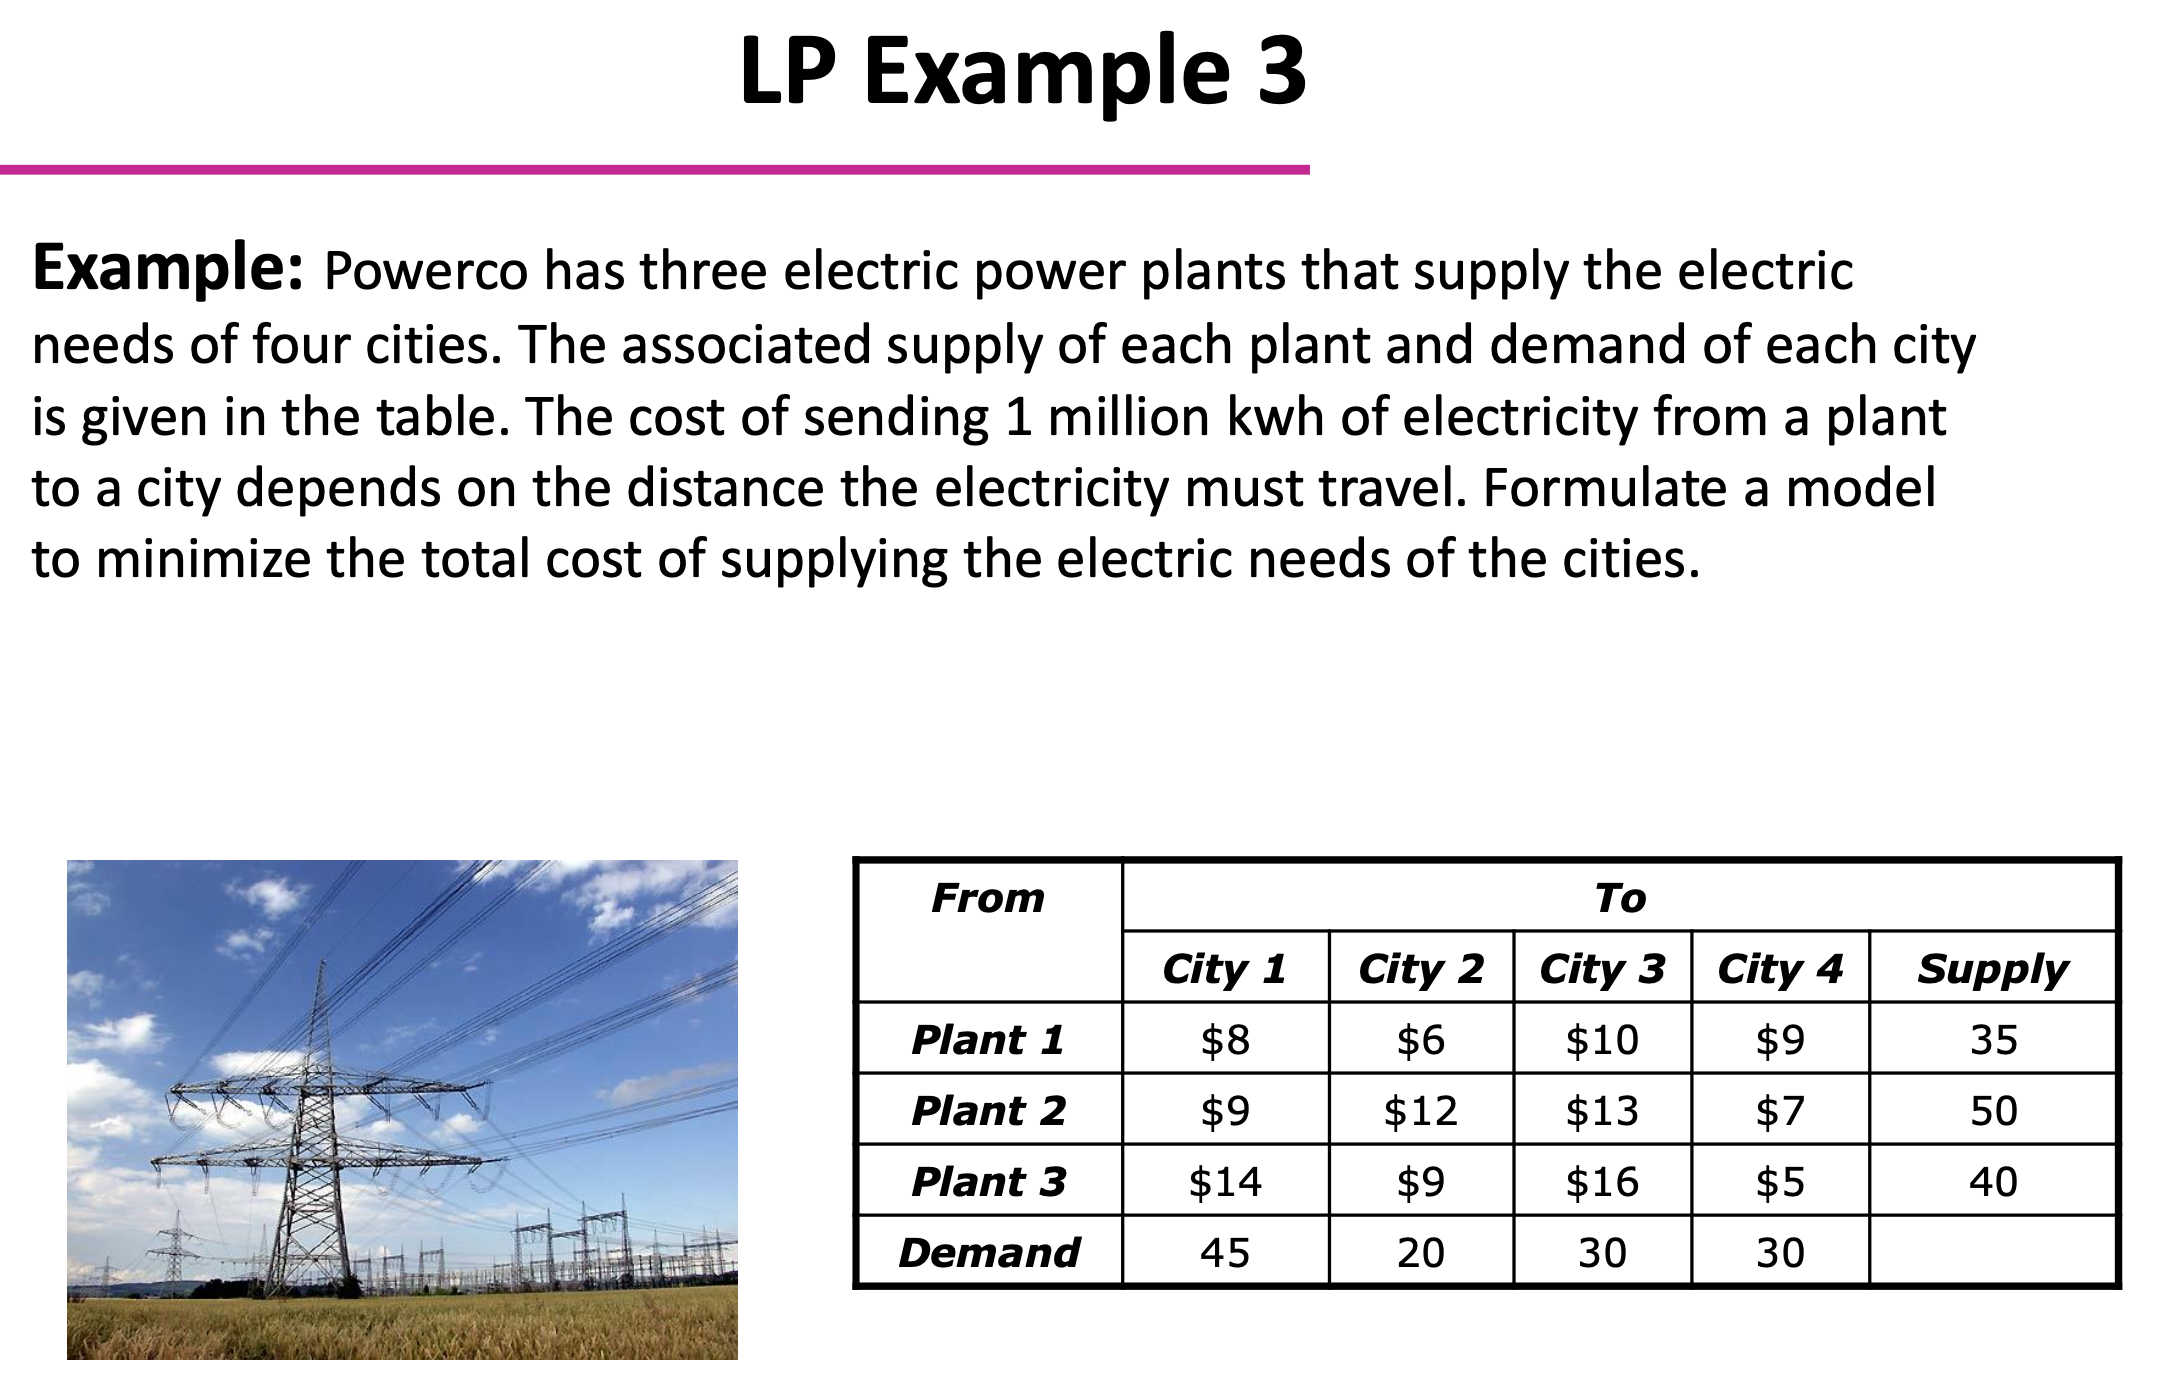 LP Example 3
Example: Powerco has three electric power plants that supply the electric
needs of four cities. The associated supply of each plant and demand of each city
is given in the table. The cost of sending 1 million kwh of electricity from a plant
to a city depends on the distance the electricity must travel. Formulate a model
to minimize the total cost of supplying the electric needs of the cities.
From To
City 1 City 2 City 3 City 4 Supply
Plant 1 $8 $6 $10 $9 35
Plant 2 $9 $12 $13 $7 50
Plant 3 $14 $9 $16 $5 40
Demand 45 20 30 30